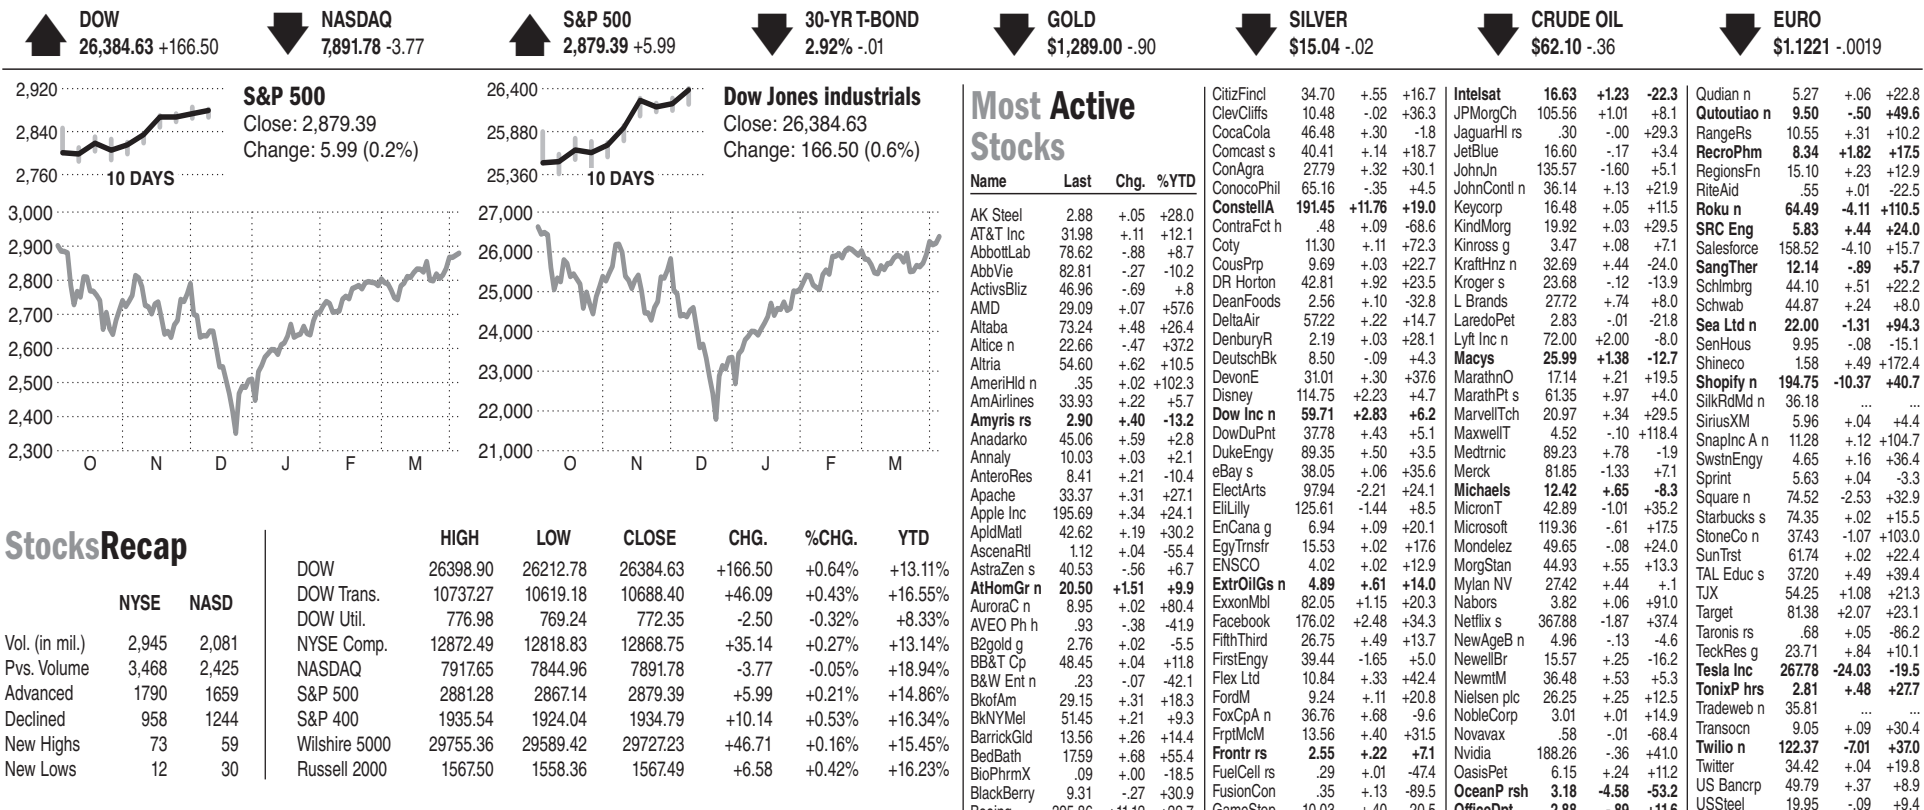 DOW
26,384.63 +166.50
NASDAQ
7,891.78 -3.77
S&P 500
2,879.39 +5.99
30-YR T-BOND
2.92% -.01
GOLD
$1,289.00 -.90
SILVER
$15.04 -.02
CRUDE OIL
$62.10 -.36
EURO
$1.1221 -.0019
2,920
2,840
2,760
10 DAYS
S&P 500
Close: 2,879.39
Change: 5.99 (0.2%)
3,000
2,900
2,800
2,700
2,600
2,500
2,400
2,300
O N D J F M
26,400
25,880
25,360
10 DAYS
Dow Jones industrials
Close: 26,384.63
Change: 166.50 (0.6%)
27,000
26,000
25,000
24,000
23,000
22,000
21,000
O N D J F M
StocksRecap
NYSE NASD
Vol. (in mil.) 2,945 2,081
Pvs. Volume 3,468 2,425
Advanced 1790 1659
Declined 958 1244
New Highs 73 59
New Lows 12 30
HIGH LOW CLOSE CHG. %CHG. YTD
DOW 26398.90 26212.78 26384.63 +166.50 +0.64% +13.11%
DOW Trans. 10737.27 10619.18 10688.40 +46.09 +0.43% +16.55%
DOW Util. 776.98 769.24 772.35 -2.50 -0.32% +8.33%
NYSE Comp. 12872.49 12818.83 12868.75 +35.14 +0.27% +13.14%
NASDAQ 7917.65 7844.96 7891.78 -3.77 -0.05% +18.94%
S&P 500 2881.28 2867.14 2879.39 +5.99 +0.21% +14.86%
S&P 400 1935.54 1924.04 1934.79 +10.14 +0.53% +16.34%
Wilshire 5000 29755.36 29589.42 29727.23 +46.71 +0.16% +15.45%
Russell 2000 1567.50 1558.36 1567.49 +6.58 +0.42% +16.23%
Most Active
Stocks
Name Last Chg. %YTD
AK Steel 2.88 +.05 +28.0
AT&T Inc 31.98 +.11 +12.1
AbbottLab 78.62 -.88 +8.7
AbbVie 82.81 -.27 -10.2
ActivsBliz 46.96 -.69 +.8
AMD 29.09 +.07 +57.6
Altaba 73.24 +.48 +26.4
Altice n 22.66 -.47 +37.2
Altria 54.60 +.62 +10.5
AmeriHld n .35 +.02 +102.3
AmAirlines 33.93 +.22 +5.7
Amyris rs 2.90 +.40 -13.2
Anadarko 45.06 +.59 +2.8
Annaly 10.03 +.03 +2.1
AnteroRes 8.41 +.21 -10.4
Apache 33.37 +.31 +27.1
Apple Inc 195.69 +.34 +24.1
ApldMatl 42.62 +.19 +30.2
AscenaRtl 1.12 +.04 -55.4
AstraZen s 40.53 -.56 +6.7
AtHomGr n 20.50 +1.51 +9.9
AuroraC n 8.95 +.02 +80.4
AVEO Ph h .93 -.38 -41.9
B2gold g 2.76 +.02 -5.5
BB&T Cp 48.45 +.04 +11.8
B&W Ent n .23 -.07 -42.1
BkofAm 29.15 +.31 +18.3
BkNYMel 51.45 +.21 +9.3
BarrickGld 13.56 +.26 +14.4
BedBath 17.59 +.68 +55.4
BioPhrmX .09 +.00 -18.5
BlackBerry 9.31 -.27 +30.9
CitizFincl 34.70 +.55 +16.7
ClevCliffs 10.48 -.02 +36.3
CocaCola 46.48 +.30 -1.8
Comcast s 40.41 +.14 +18.7
ConAgra 27.79 +.32 +30.1
ConocoPhil 65.16 -.35 +4.5
ConstellA 191.45 +11.76 +19.0
ContraFct h .48 +.09 -68.6
Coty 11.30 +.11 +72.3
CousPrp 9.69 +.03 +22.7
DR Horton 42.81 +.92 +23.5
DeanFoods 2.56 +.10 -32.8
DeltaAir 57.22 +.22 +14.7
DenburyR 2.19 +.03 +28.1
DeutschBk 8.50 -.09 +4.3
DevonE 31.01 +.30 +37.6
Disney 114.75 +2.23 +4.7
Dow Inc n 59.71 +2.83 +6.2
DowDuPnt 37.78 +.43 +5.1
DukeEngy 89.35 +.50 +3.5
eBay s 38.05 +.06 +35.6
ElectArts 97.94 -2.21 +24.1
EliLilly 125.61 -1.44 +8.5
EnCana g 6.94 +.09 +20.1
EgyTrnsfr 15.53 +.02 +17.6
ENSCO 4.02 +.02 +12.9
ExtrOilGs n 4.89 +.61 +14.0
ExxonMbl 82.05 +1.15 +20.3
Facebook 176.02 +2.48 +34.3
FifthThird 26.75 +.49 +13.7
FirstEngy 39.44 -1.65 +5.0
Flex Ltd 10.84 +.33 +42.4
FordM 9.24 +.11 +20.8
FoxCpA n 36.76 +.68 -9.6
FrptMcM 13.56 +.40 +31.5
Frontr rs 2.55 +.22 +7.1
FuelCell rs .29 +.01 -47.4
FusionCon .35 +.13 -89.5
Intelsat 16.63 +1.23 -22.3
JPMorgCh 105.56 +1.01 +8.1
JaguarHl rs .30 -.00 +29.3
JetBlue 16.60 -.17 +3.4
JohnJn 135.57 -1.60 +5.1
JohnContl n 36.14 +.13 +21.9
Keycorp 16.48 +.05 +11.5
KindMorg 19.92 +.03 +29.5
Kinross g 3.47 +.08 +7.1
KraftHnz n 32.69 +.44 -24.0
Kroger s 23.68 -.12 -13.9
L Brands 27.72 +.74 +8.0
LaredoPet 2.83 -.01 -21.8
Lyft Inc n 72.00 +2.00 -8.0
Macys 25.99 +1.38 -12.7
MarathnO 17.14 +.21 +19.5
MarathPt s 61.35 +.97 +4.0
MarvellTch 20.97 +.34 +29.5
MaxwellT 4.52 -.10 +118.4
Medtrnic 89.23 +.78 -1.9
Merck 81.85 -1.33 +7.1
Michaels 12.42 +.65 -8.3
MicronT 42.89 -1.01 +35.2
Microsoft 119.36 -.61 +17.5
Mondelez 49.65 -.08 +24.0
MorgStan 44.93 +.55 +13.3
Mylan NV 27.42 +.44 +.1
Nabors 3.82 +.06 +91.0
Netflix s 367.88 -1.87 +37.4
NewAgeB n 4.96 -.13 -4.6
NewellBr 15.57 +.25 -16.2
NewmtM 36.48 +.53 +5.3
Nielsen plc 26.25 +.25 +12.5
NobleCorp 3.01 +.01 +14.9
Novavax .58 -.01 -68.4
Nvidia 188.26 -.36 +41.0
OasisPet 6.15 +.24 +11.2
OceanP rsh 3.18 -4.58 -53.2
Qudian n 5.27 +.06 +22.8
Qutoutiao n 9.50 -.50 +49.6
RangeRs 10.55 +.31 +10.2
RecroPhm 8.34 +1.82 +17.5
RegionsFn 15.10 +.23 +12.9
RiteAid .55 +.01 -22.5
Roku n 64.49 -4.11 +110.5
SRC Eng 5.83 +.44 +24.0
Salesforce 158.52 -4.10 +15.7
SangTher 12.14 -.89 +5.7
Schlmbrg 44.10 +.51 +22.2
Schwab 44.87 +.24 +8.0
Sea Ltd n 22.00 -1.31 +94.3
SenHous 9.95 -.08 -15.1
Shineco 1.58 +.49 +172.4
Shopify n 194.75 -10.37 +40.7
SilkRdMd n 36.18 ... ...
SiriusXM 5.96 +.04 +4.4
SnapInc A n 11.28 +.12 +104.7
SwstnEngy 4.65 +.16 +36.4
Sprint 5.63 +.04 -3.3
Square n 74.52 -2.53 +32.9
Starbucks s 74.35 +.02 +15.5
StoneCo n 37.43 -1.07 +103.0
SunTrst 61.74 +.02 +22.4
TAL Educ s 37.20 +.49 +39.4
TJX 54.25 +1.08 +21.3
Target 81.38 +2.07 +23.1
Taronis rs .68 +.05 -86.2
TeckRes g 23.71 +.84 +10.1
Tesla Inc 267.78 -24.03 -19.5
TonixP hrs 2.81 +.48 +27.7
Tradeweb n 35.81 ... ...
Transocn 9.05 +.09 +30.4
Twilio n 122.37 -7.01 +37.0
Twitter 34.42 +.04 +19.8
US Bancrp 49.79 +.37 +8.9
USSteel 19.95 +.09 +9.4